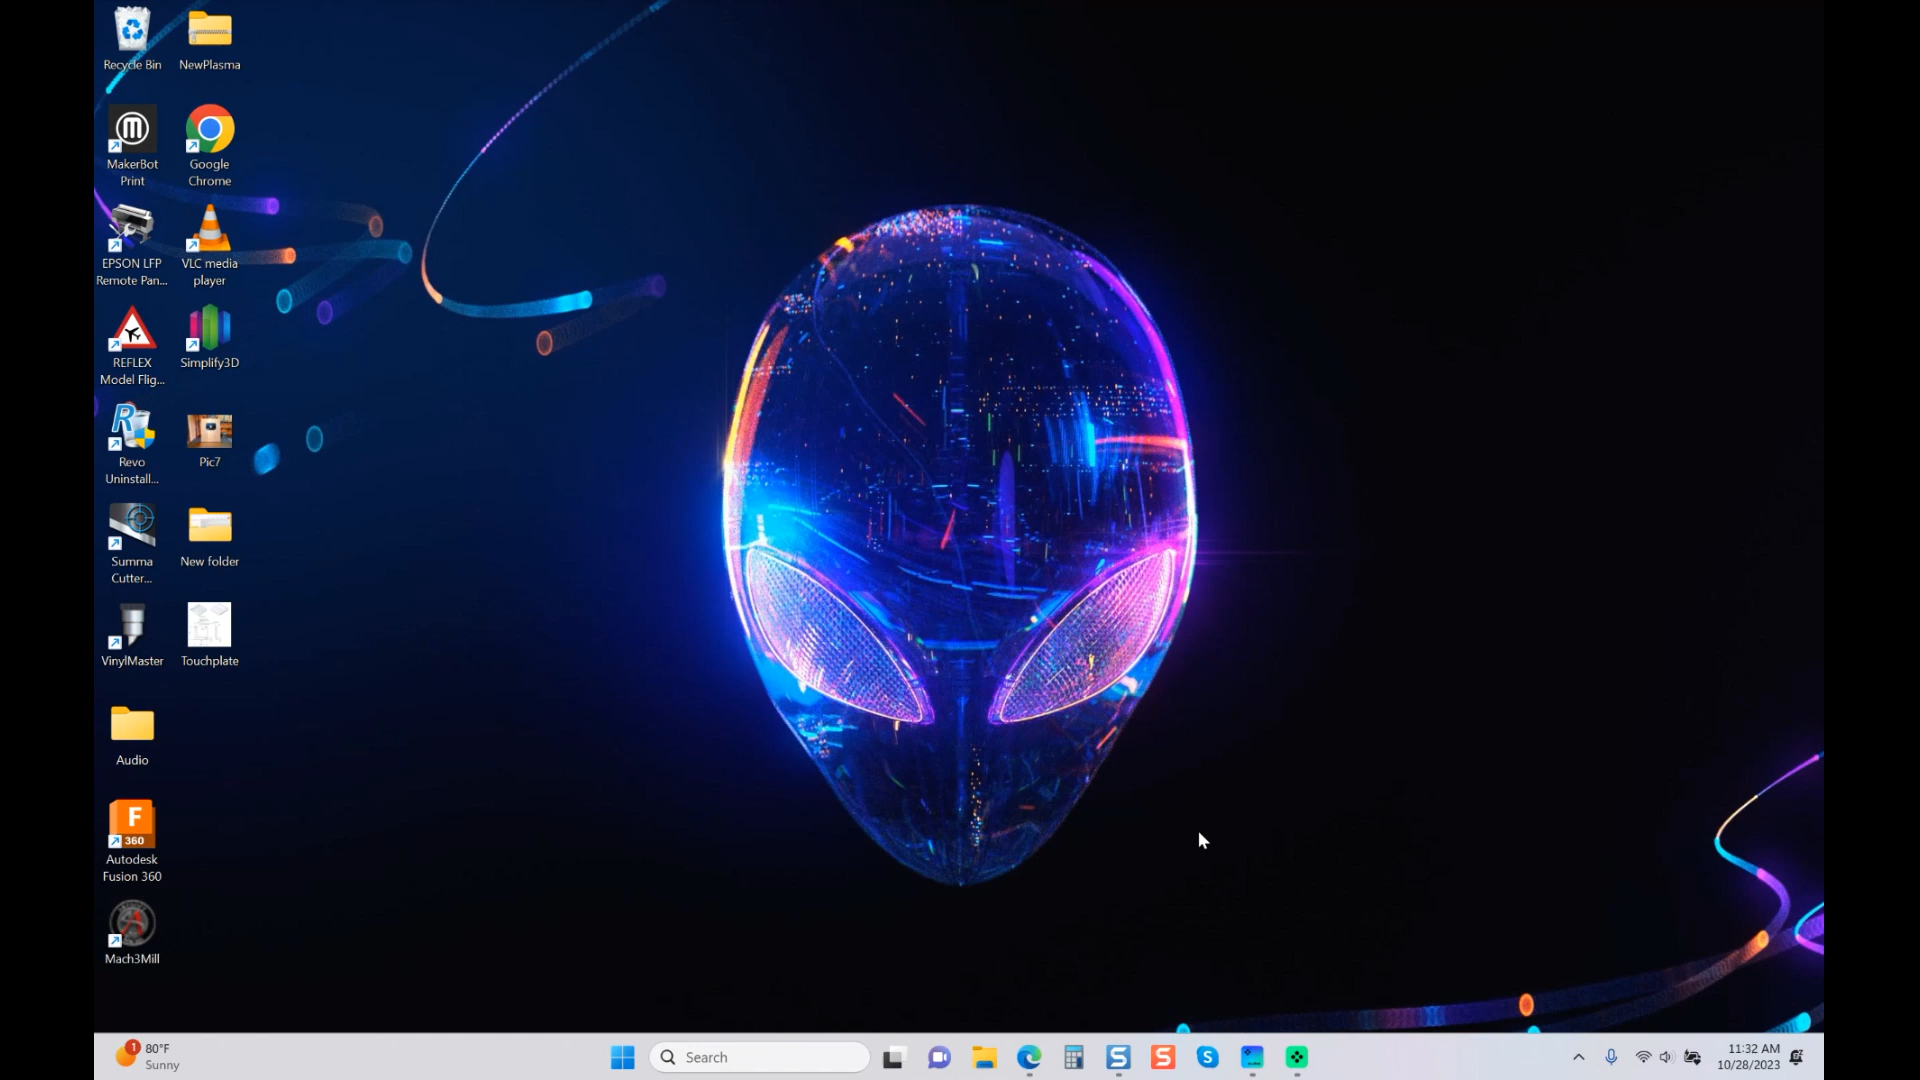 Recycle Bin
NewPlasma
MakerBot
Print
Google
Chrome
EPSON LFP
Remote Pan...
VLC media
player
REFLEX
Model Flig...
Simplify3D
Revo
Uninstall...
Pic7
Summa
Cutter...
New folder
VinylMaster
Touchplate
Audio
F
360
Autodesk
Fusion 360
Mach3Mill
1
80°F
Sunny
Search
11:32 AM
10/28/2023